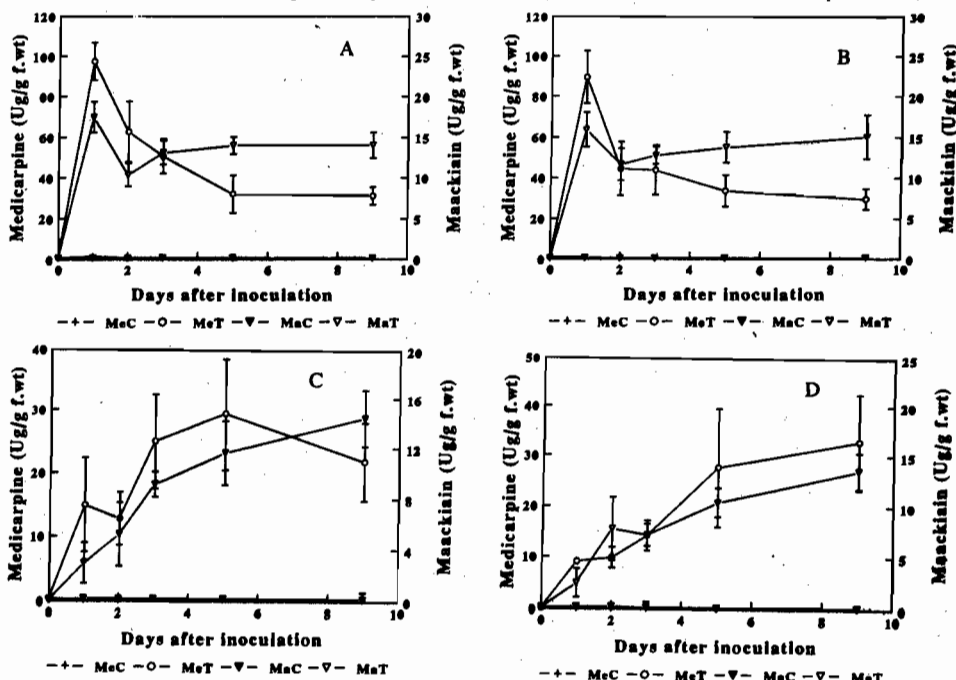 A
Medicarpine (Ug/g f.wt)
120
100
80
60
40
20
0
Maackiain (Ug/g f.wt)
30
25
20
15
10
5
0
0 2 4 6 8 10
Days after inoculation
MeC MeT MaC MaT
B
Medicarpine (Ug/g f.wt)
120
100
80
60
40
20
0
Maackiain (Ug/g f.wt)
30
25
20
15
10
5
0
0 2 4 6 8 10
Days after inoculation
MeC MeT MaC MaT
C
Medicarpine (Ug/g f.wt)
40
30
20
10
0
Maackiain (Ug/g f.wt)
20
16
12
8
4
0
0 2 4 6 8 10
Days after inoculation
MeC MeT MaC MaT
D
Medicarpine (Ug/g f.wt)
50
40
30
20
10
0
Maackiain (Ug/g f.wt)
25
20
15
10
5
0
0 2 4 6 8 10
Days after inoculation
MeC MeT MaC MaT